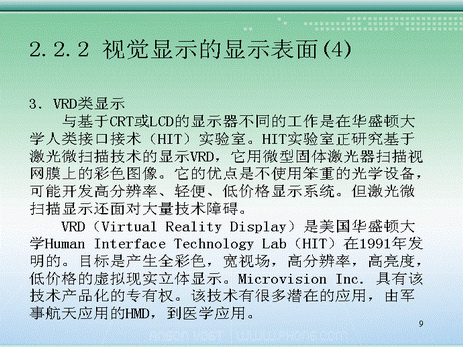 2.2.2 视觉显示的显示表面(4)
3. VRD类显示
与基于CRT或LCD的显示器不同的工作是在华盛顿大
学人类接口接术（HIT）实验室。HIT实验室正研究基于
激光微扫描技术的显示VRD，它用微型固体激光器扫描视
网膜上的彩色图像。它的优点是不使用笨重的光学设备，
可能开发高分辨率、轻便、低价格显示系统。但激光微
扫描显示还面对大量技术障碍。
VRD（Virtual Reality Display）是美国华盛顿大
学Human Interface Technology Lab（HIT）在1991年发
明的。目标是产生全彩色，宽视场，高分辨率，高亮度，
低价格的虚拟现实立体显示。Microvision Inc. 具有该
技术产品化的专有权。该技术有很多潜在的应用，由军
事航天应用的HMD，到医学应用。
9